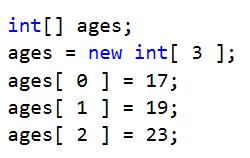 int[] ages;
ages = new int[ 3 ];
ages[ 0 ] = 17;
ages[ 1 ] = 19;
ages[ 2 ] = 23;